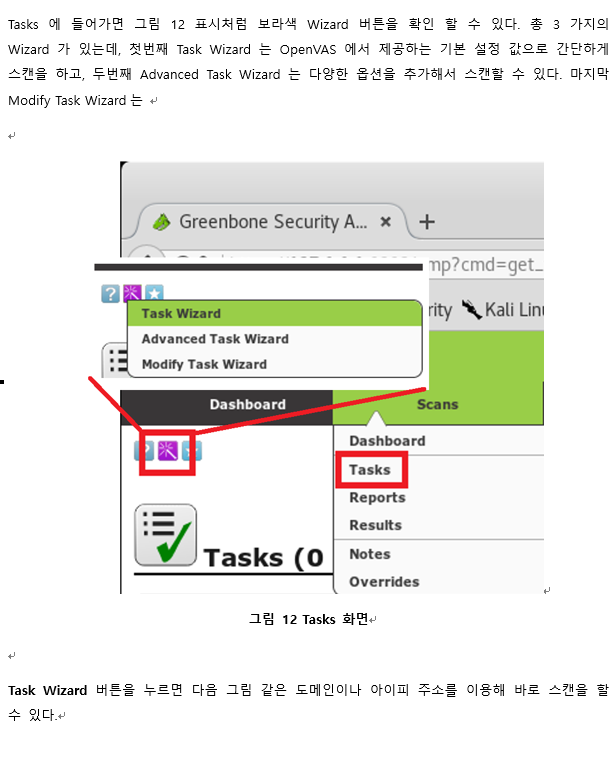 Tasks 에 들어가면 그림 12 표시처럼 보라색 Wizard 버튼을 확인 할 수 있다. 총 3 가지의
Wizard 가 있는데, 첫번째 Task Wizard 는 OpenVAS 에서 제공하는 기본 설정 값으로 간단하게
스캔을 하고, 두번째 Advanced Task Wizard 는 다양한 옵션을 추가해서 스캔할 수 있다. 마지막
Modify Task Wizard는
Greenbone Security A... × +
mp?cmd=get_
rity Kali Linu
?
Task Wizard
Advanced Task Wizard
Modify Task Wizard
Dashboard Scans
Dashboard
Tasks
Reports
Results
Notes
Overrides
Tasks (0
그림 12 Tasks 화면
Task Wizard 버튼을 누르면 다음 그림 같은 도메인이나 아이피 주소를 이용해 바로 스캔을 할
수 있다.